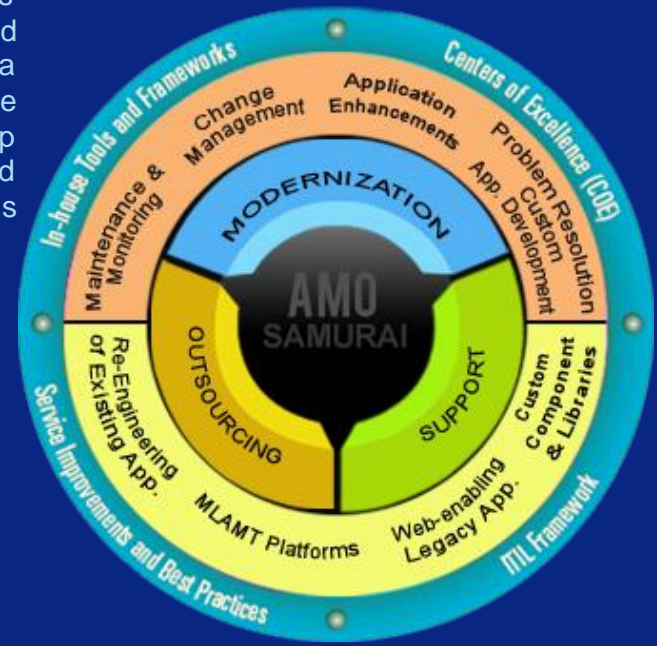 s
d
a
e
p
d
s
In-house Tools and Frameworks
Centers of Excellence (COE)
Maintenance &
Monitoring
Change
Management
Application
Enhancements
Problem Resolution
Custom
App. Development
MODERNIZATION
AMO
SAMURAI
OUTSOURCING
SUPPORT
Re-Engineering
of Existing App.
MLAMT Platforms
Web-enabling
Legacy App.
Custom
Component
& Libraries
Service Improvements and Best Practices
ITIL Framework